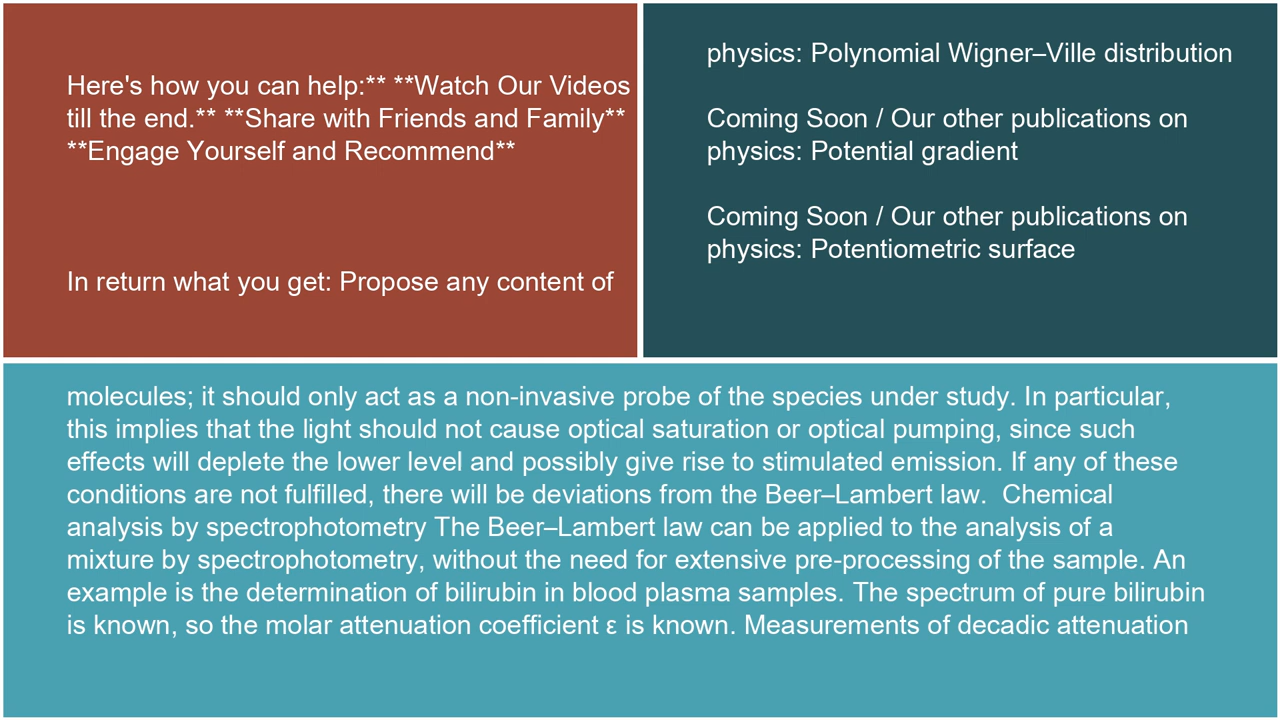 Here's how you can help:** **Watch Our Videos
till the end.** **Share with Friends and Family**
**Engage Yourself and Recommend**
In return what you get: Propose any content of
physics: Polynomial Wigner–Ville distribution
Coming Soon / Our other publications on
physics: Potential gradient
Coming Soon / Our other publications on
physics: Potentiometric surface
molecules; it should only act as a non-invasive probe of the species under study. In particular,
this implies that the light should not cause optical saturation or optical pumping, since such
effects will deplete the lower level and possibly give rise to stimulated emission. If any of these
conditions are not fulfilled, there will be deviations from the Beer–Lambert law.  Chemical
analysis by spectrophotometry The Beer–Lambert law can be applied to the analysis of a
mixture by spectrophotometry, without the need for extensive pre-processing of the sample. An
example is the determination of bilirubin in blood plasma samples. The spectrum of pure bilirubin
is known, so the molar attenuation coefficient ε is known. Measurements of decadic attenuation